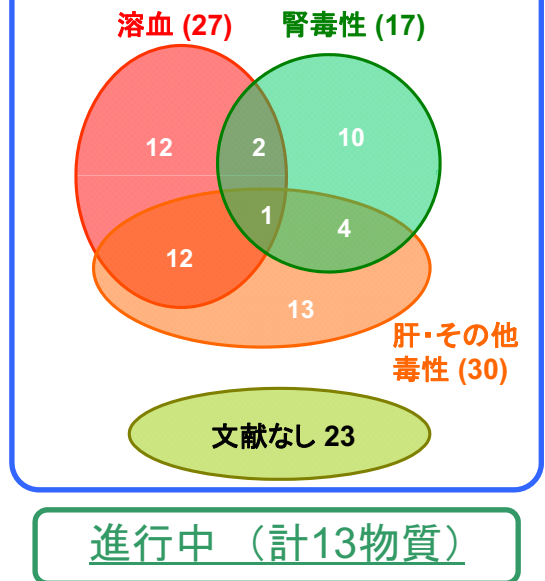 溶血 (27) 腎毒性 (17)
12 2 10
1 4
12
13
肝・その他
毒性 (30)
文献なし 23
進行中 (計13物質)